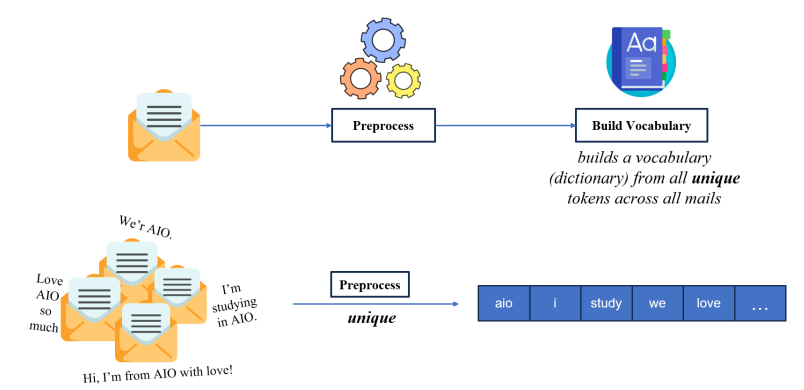 Aa
Preprocess
Build Vocabulary
builds a vocabulary
(dictionary) from all unique
tokens across all mails
We'r AIO.
Love
AIO
so
much
I'm
studying
in AIO.
Hi, I'm from AIO with love!
Preprocess
unique
aio i study we love ...